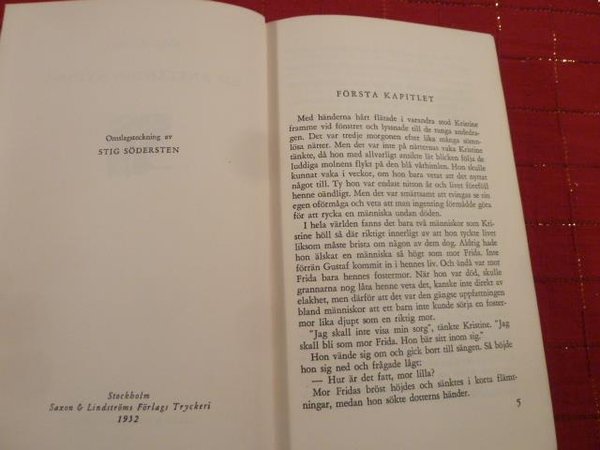 Omslagsteckning av
STIG SÖDERSTEN
Stockholm
Saxon & Lindströms Förlags Tryckeri
1932
FÖRSTA KAPITLET
Med händerna hårt flätade i varandra stod Kristine
framme vid fönstret och lyssnade till de tunga andedra-
gen. Det var tredje morgonen efter lika många sömn-
lösa nätter. Men det var inte på nätternas vaka Kristine
tänkte, då hon med allvarligt ansikte lät blicken följa de
luddiga molnens flykt på den blå vårhimlen. Hon skulle
kunnat vaka i veckor, om hon bara vetat att det nyttat
något till. Ty hon var endast nitton år och livet föreföll
henne oändligt. Men det var smärtsamt att tvingas se sin
egen oförmåga och veta att man ingenting förmådde göra
för att rycka en människa undan döden.
I hela världen fanns det bara två människor som Kri-
stine höll så där riktigt innerligt av att hon tyckte livet
liksom måste brista om någon av dem dog. Aldrig hade
hon älskat en människa så högt som mor Frida. Inte
förrän Gustaf kommit in i hennes liv. Och ändå var mor
Frida bara hennes fostermor. När hon var död, skulle
grannarna nog låta henne veta det, kanske inte direkt av
elakhet, men därför att det var den gängse uppfattningen
bland människor att ett barn inte kunde sörja en foster-
mor lika djupt som en riktig mor.
"Jag skall inte visa min sorg", tänkte Kristine. "Jag
skall bli som mor Frida. Hon bär sitt inom sig."
Hon vände sig om och gick bort till sängen. Så böjde
hon sig ned och frågade lågt:
— Hur är det fatt, mor lilla?
Mor Fridas bröst höjdes och sänktes i korta flämt-
ningar, medan hon sökte dotterns händer.
5